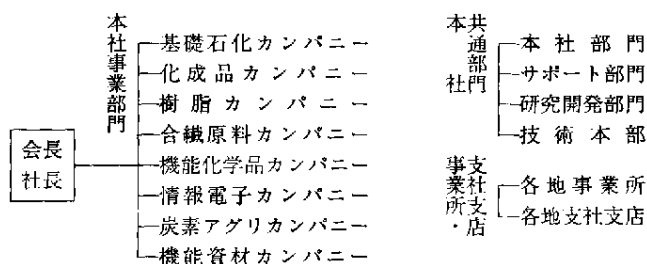 会長
社長
本社事業部門
基礎石化カンパニー
化成品カンパニー
樹脂カンパニー
合繊原料カンパニー
機能化学品カンパニー
情報電子カンパニー
炭素アグリカンパニー
機能資材カンパニー
本社
共通部門
本社部門
サポート部門
研究開発部門
技術本部
事業所・
支社支店
各地事業所
各地支社支店